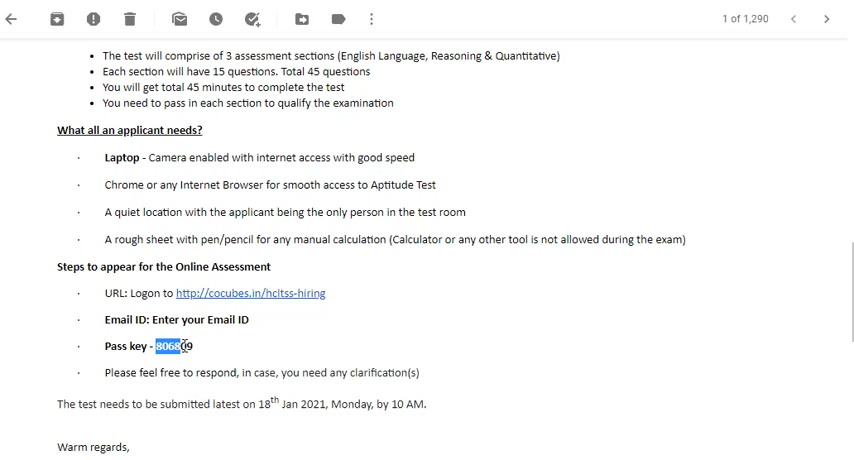 1 of 1,290
• The test will comprise of 3 assessment sections (English Language, Reasoning & Quantitative)
• Each section will have 15 questions. Total 45 questions
• You will get total 45 minutes to complete the test
• You need to pass in each section to qualify the examination
What all an applicant needs?
· Laptop - Camera enabled with internet access with good speed
· Chrome or any Internet Browser for smooth access to Aptitude Test
· A quiet location with the applicant being the only person in the test room
· A rough sheet with pen/pencil for any manual calculation (Calculator or any other tool is not allowed during the exam)
Steps to appear for the Online Assessment
· URL: Logon to http://cocubes.in/hcltss-hiring
· Email ID: Enter your Email ID
· Pass key - 806809
· Please feel free to respond, in case, you need any clarification(s)
The test needs to be submitted latest on 18th Jan 2021, Monday, by 10 AM.
Warm regards,